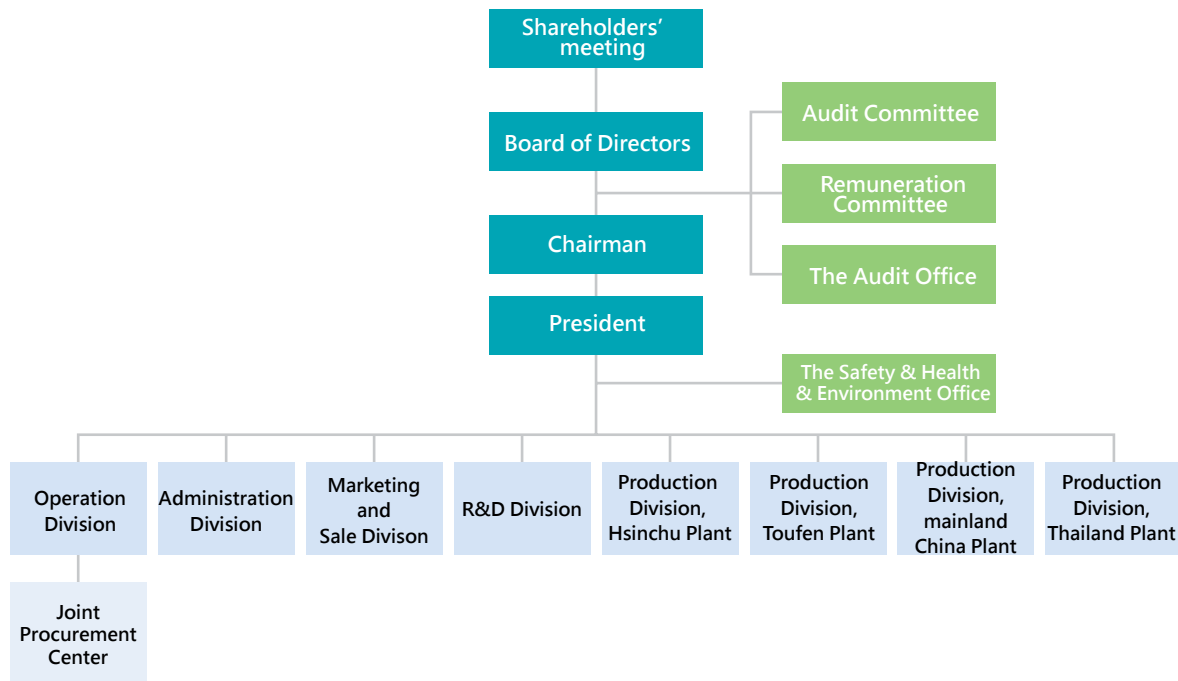 Shareholders'
meeting
Board of Directors
Audit Committee
Remuneration
Committee
Chairman
The Audit Office
President
The Safety & Health
& Environment Office
Operation
Division
Administration
Division
Marketing
and
Sale Divison
R&D Division
Production
Division,
Hsinchu Plant
Production
Division,
Toufen Plant
Production
Division,
mainland
China Plant
Production
Division,
Thailand Plant
Joint
Procurement
Center